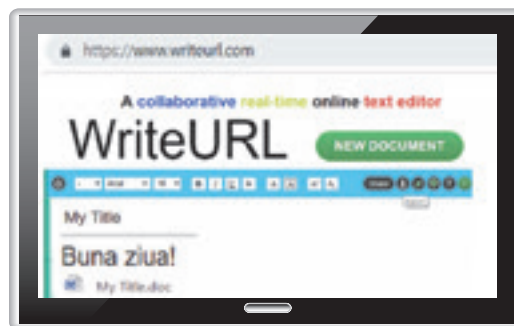 https://www.writeurl.com
A collaborative real-time online text editor
WriteURL NEW DOCUMENT
My Title
Buna ziua!
My Title.doc